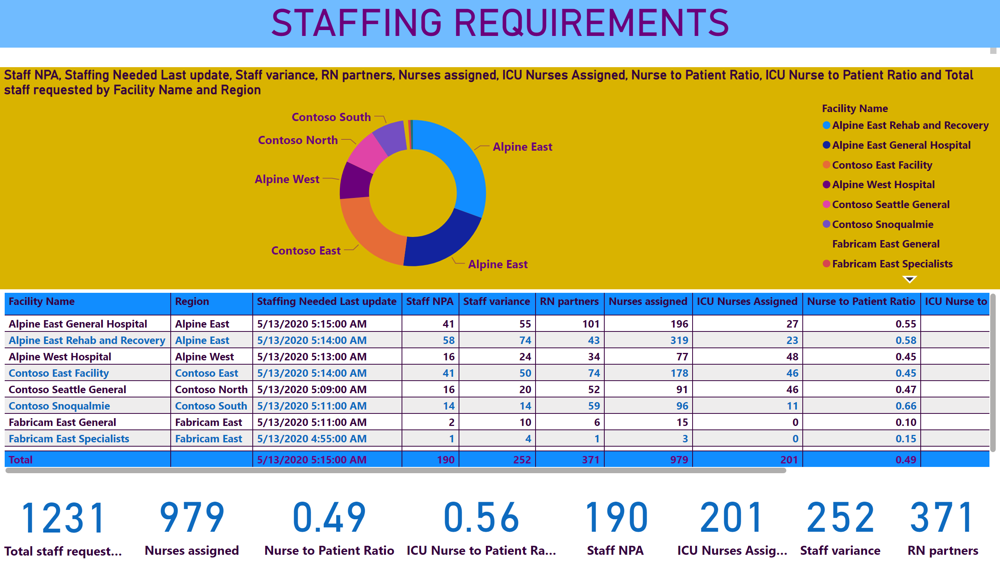 STAFFING REQUIREMENTS
Staff NPA, Staffing Needed Last update, Staff variance, RN partners, Nurses assigned, ICU Nurses Assigned, Nurse to Patient Ratio, ICU Nurse to Patient Ratio and Total
staff requested by Facility Name and Region
Contoso South
Contoso North
Alpine West
Contoso East
Alpine East
Alpine East
Facility Name
Alpine East Rehab and Recovery
Alpine East General Hospital
Contoso East Facility
Alpine West Hospital
Contoso Seattle General
Contoso Snoqualmie
Fabricam East General
Fabricam East Specialists
Facility Name Region Staffing Needed Last update Staff NPA Staff variance RN partners Nurses assigned ICU Nurses Assigned Nurse to Patient Ratio ICU Nurse to
Alpine East General Hospital Alpine East 5/13/2020 5:15:00 AM 41 55 101 196 27 0.55
Alpine East Rehab and Recovery Alpine East 5/13/2020 5:14:00 AM 58 74 43 319 23 0.58
Alpine West Hospital Alpine West 5/13/2020 5:13:00 AM 16 24 34 77 48 0.45
Contoso East Facility Contoso East 5/13/2020 5:14:00 AM 41 50 74 178 46 0.45
Contoso Seattle General Contoso North 5/13/2020 5:09:00 AM 16 20 52 91 46 0.47
Contoso Snoqualmie Contoso South 5/13/2020 5:11:00 AM 14 14 59 96 11 0.66
Fabricam East General Fabricam East 5/13/2020 5:11:00 AM 2 10 6 15 0 0.10
Fabricam East Specialists Fabricam East 5/13/2020 4:55:00 AM 1 4 1 3 0 0.15
Total 5/13/2020 5:15:00 AM 190 252 371 979 201 0.49
1231 979 0.49 0.56 190 201 252 371
Total staff request... Nurses assigned Nurse to Patient Ratio ICU Nurse to Patient Ra... Staff NPA ICU Nurses Assig... Staff variance RN partners